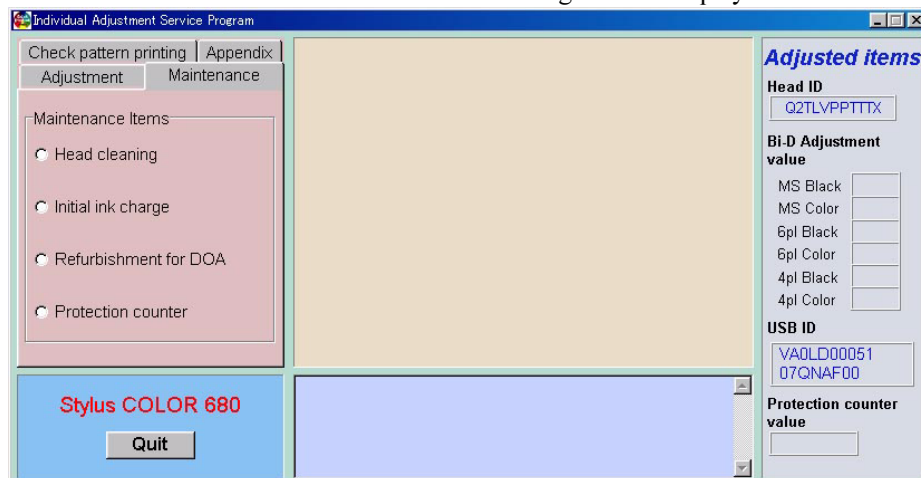 Individual Adjustment Service Program
Check pattern printing
Appendix
Adjustment
Maintenance
Maintenance Items
Head cleaning
Initial ink charge
Refurbishment for DOA
Protection counter
Stylus COLOR 680
Quit
Adjusted items
Head ID
Q2TLVPPTTTX
Bi-D Adjustment
value
MS Black
MS Color
6pl Black
6pl Color
4pl Black
4pl Color
USB ID
VA0LD00051
07QNAF00
Protection counter
value